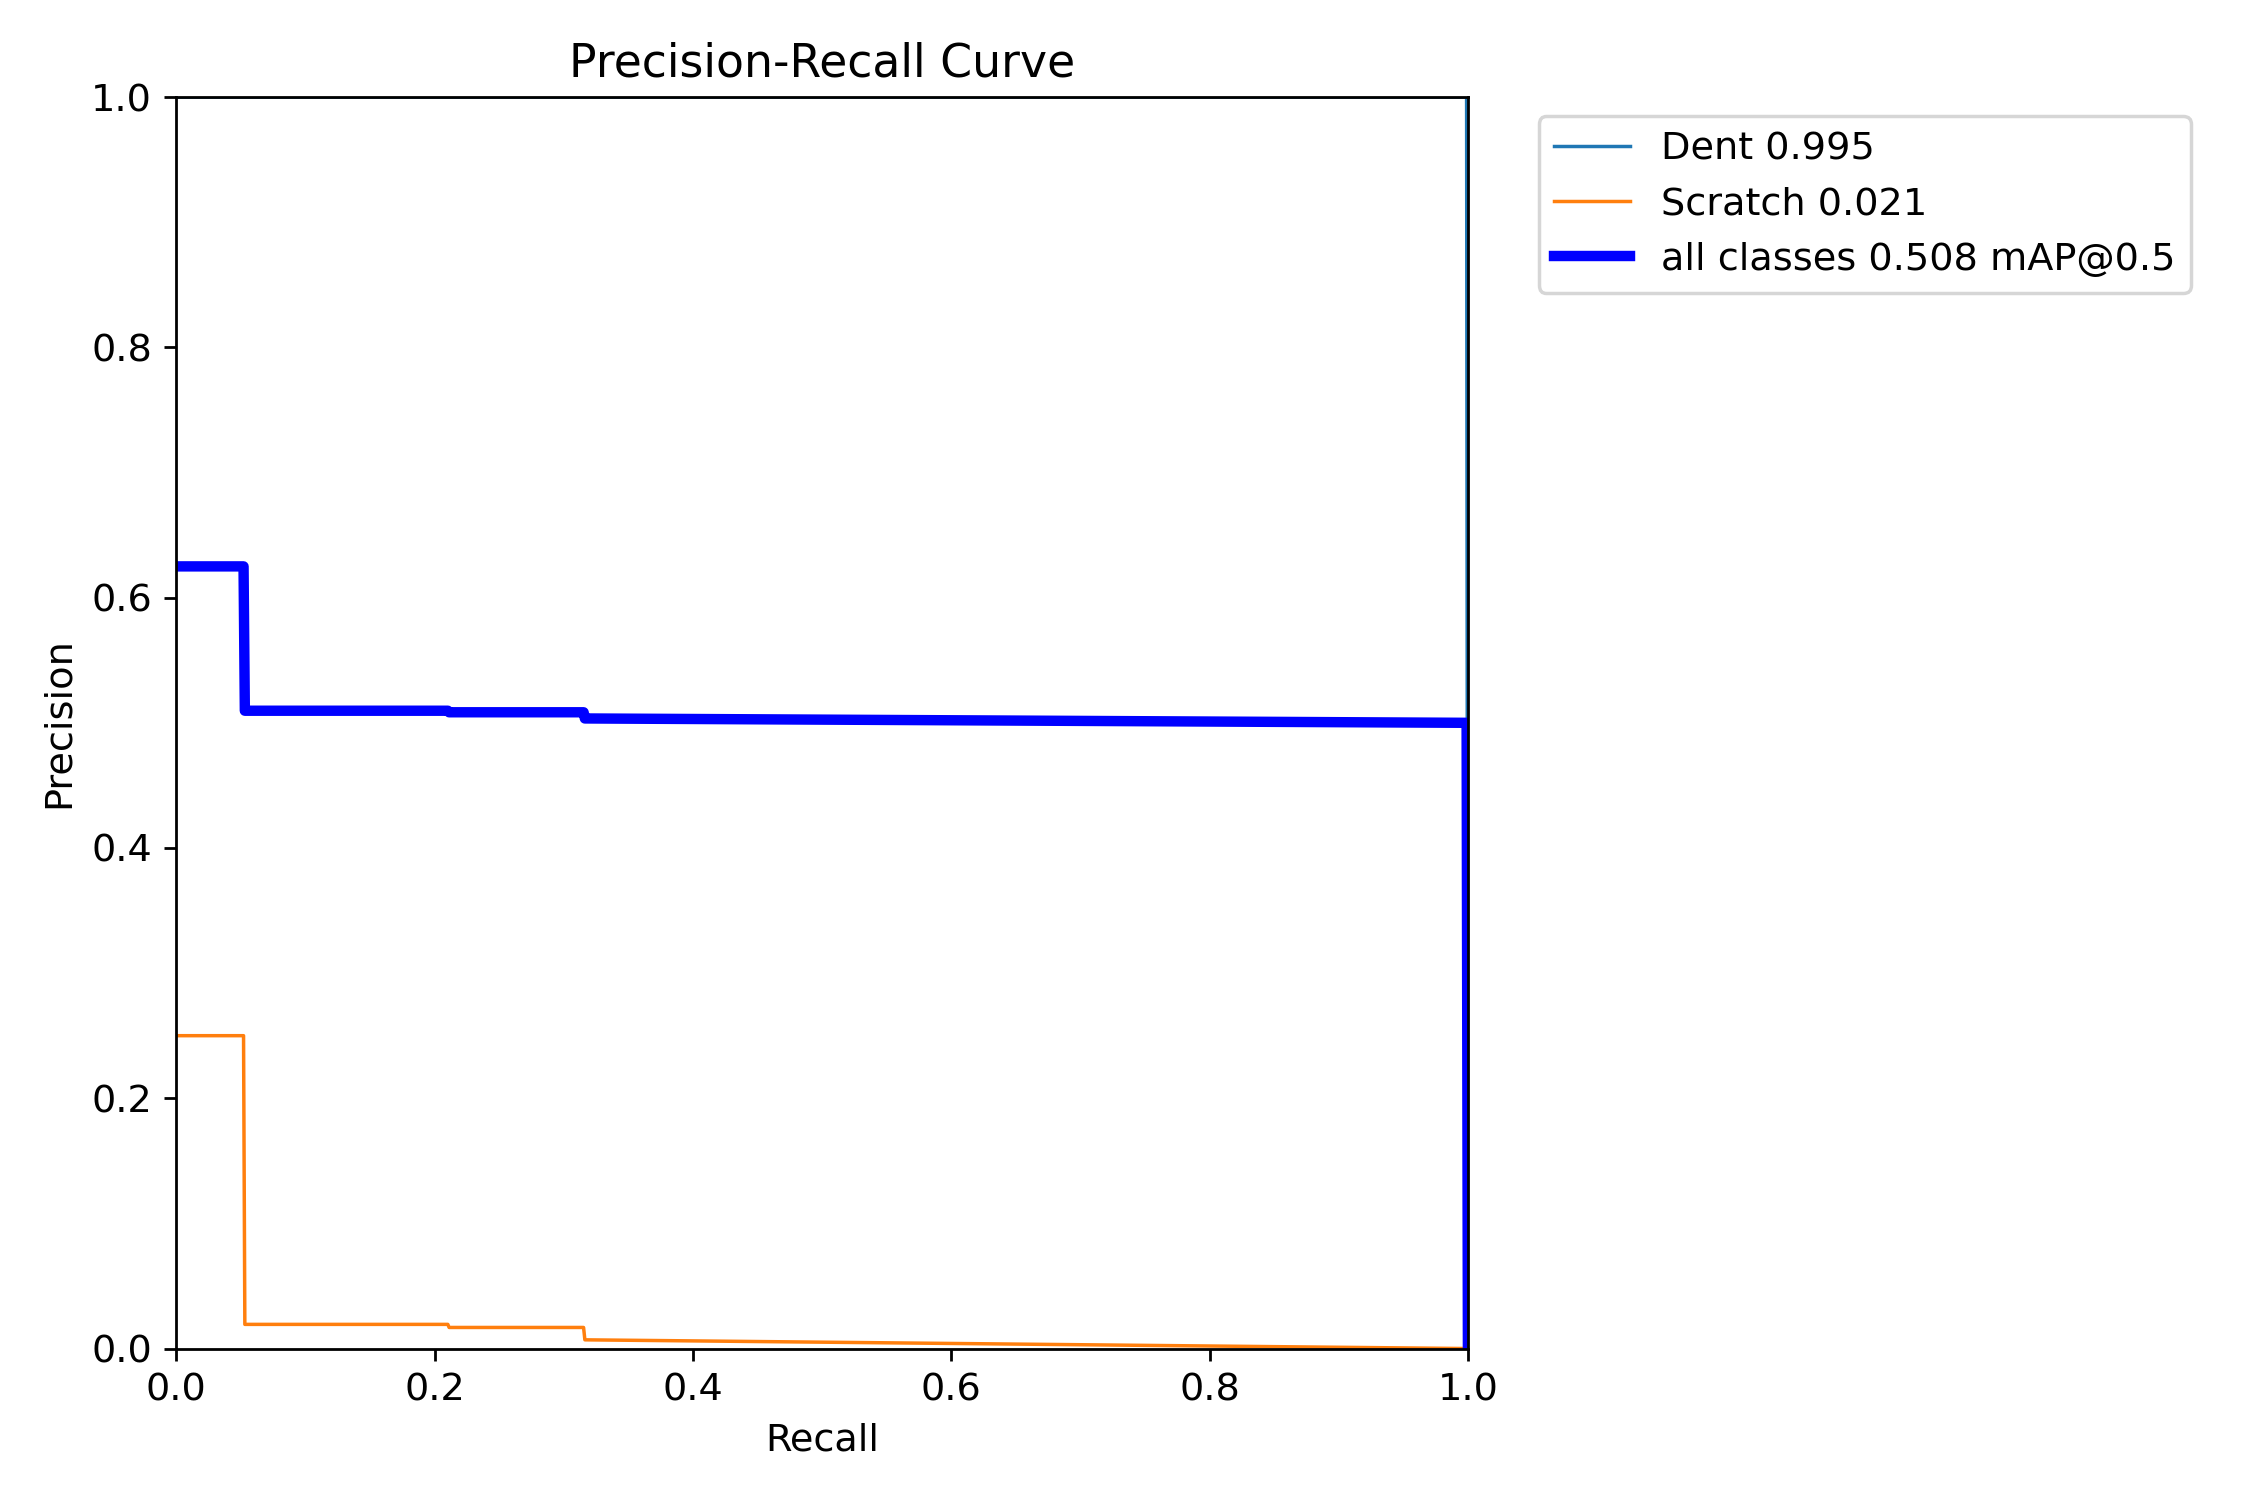 Precision-Recall Curve
1.0
0.8
0.6
0.4
0.2
0.0
Precision
0.0 0.2 0.4 0.6 0.8 1.0
Recall
Dent 0.995
Scratch 0.021
all classes 0.508 mAP@0.5